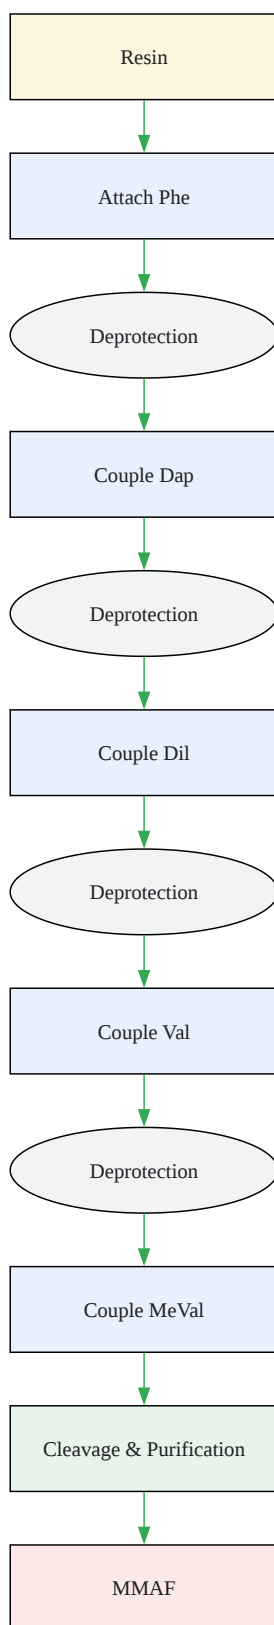 Resin
Attach Phe
Deprotection
Couple Dap
Deprotection
Couple Dil
Deprotection
Couple Val
Deprotection
Couple MeVal
Cleavage & Purification
MMAF